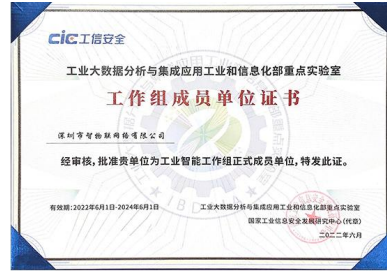 CIC工信安全
工业大数据分析与集成应用工业和信息化部重点实验室
工作组成员单位证书
深圳市智物联网络有限公司
经审核，批准贵单位为工业智能工作组正式成员单位，特发此证。
有效期：2022年6月1日-2024年6月1日
工业大数据分析与集成应用工业和信息化部重点实验室
国家工业信息安全发展研究中心(代章)
二〇二二年六月